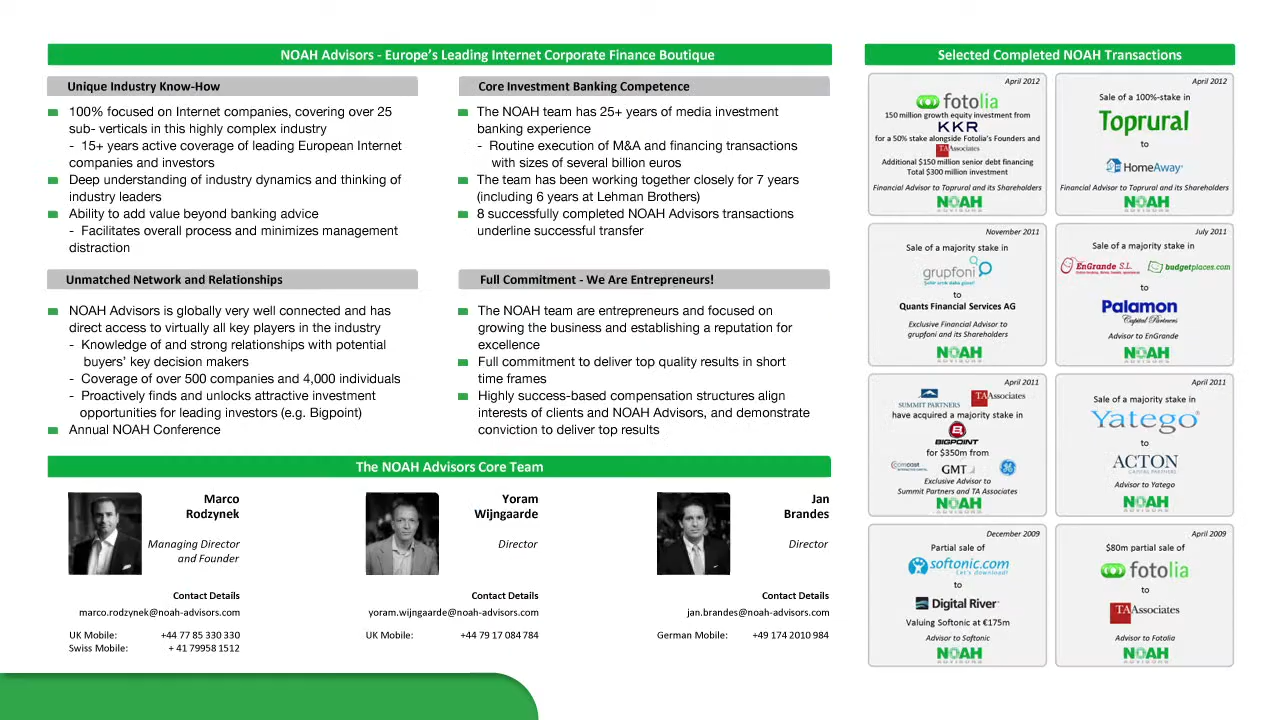 NOAH Advisors - Europe's Leading Internet Corporate Finance Boutique
Unique Industry Know-How
100% focused on Internet companies, covering over 25
sub- verticals in this highly complex industry
- 15+ years active coverage of leading European Internet
companies and investors
Deep understanding of industry dynamics and thinking of
industry leaders
Ability to add value beyond banking advice
- Facilitates overall process and minimizes management
distraction
Core Investment Banking Competence
The NOAH team has 25+ years of media investment
banking experience
- Routine execution of M&A and financing transactions
with sizes of several billion euros
The team has been working together closely for 7 years
(including 6 years at Lehman Brothers)
8 successfully completed NOAH Advisors transactions
underline successful transfer
Unmatched Network and Relationships
NOAH Advisors is globally very well connected and has
direct access to virtually all key players in the industry
- Knowledge of and strong relationships with potential
buyers' key decision makers
- Coverage of over 500 companies and 4,000 individuals
- Proactively finds and unlocks attractive investment
opportunities for leading investors (e.g. Bigpoint)
Annual NOAH Conference
Full Commitment - We Are Entrepreneurs!
The NOAH team are entrepreneurs and focused on
growing the business and establishing a reputation for
excellence
Full commitment to deliver top quality results in short
time frames
Highly success-based compensation structures align
interests of clients and NOAH Advisors, and demonstrate
conviction to deliver top results
The NOAH Advisors Core Team
Marco
Rodzynek
Managing Director
and Founder
Contact Details
marco.rodzynek@noah-advisors.com
UK Mobile: +44 77 85 330 330
Swiss Mobile: + 41 79958 1512
Yoram
Wijngaarde
Director
Contact Details
yoram.wijngaarde@noah-advisors.com
UK Mobile: +44 79 17 084 784
Jan
Brandes
Director
Contact Details
jan.brandes@noah-advisors.com
German Mobile: +49 174 2010 984
Selected Completed NOAH Transactions
April 2012
fotolia
150 million growth equity investment from
KKR
for a 50% stake alongside Fotolia's Founders and
TA Associates
Additional $150 million senior debt financing
Total $300 million investment
Financial Advisor to Toprural and its Shareholders
NOAH
ADVISORS
April 2012
Sale of a 100%-stake in
Toprural
to
HomeAway
Financial Advisor to Toprural and its Shareholders
NOAH
ADVISORS
November 2011
Sale of a majority stake in
grupfoni
to
Quants Financial Services AG
Exclusive Financial Advisor to
grupfoni and its Shareholders
NOAH
ADVISORS
July 2011
Sale of a majority stake in
EnGrande S.L. budgetplaces.com
to
Palamon
Capital Partners
Advisor to EnGrande
NOAH
ADVISORS
April 2011
SUMMIT PARTNERS TA Associates
have acquired a majority stake in
BIGPOINT
for $350m from
comcast GMT
Exclusive Advisor to
Summit Partners and TA Associates
NOAH
ADVISORS
April 2011
Sale of a majority stake in
Yatego®
to
ACTON
CAPITAL PARTNERS
Advisor to Yatego
NOAH
ADVISORS
December 2009
Partial sale of
softonic.com
Let's download!
to
Digital River
Valuing Softonic at €175m
Advisor to Softonic
NOAH
ADVISORS
April 2009
$80m partial sale of
fotolia
to
TA Associates
Advisor to Fotolia
NOAH
ADVISORS